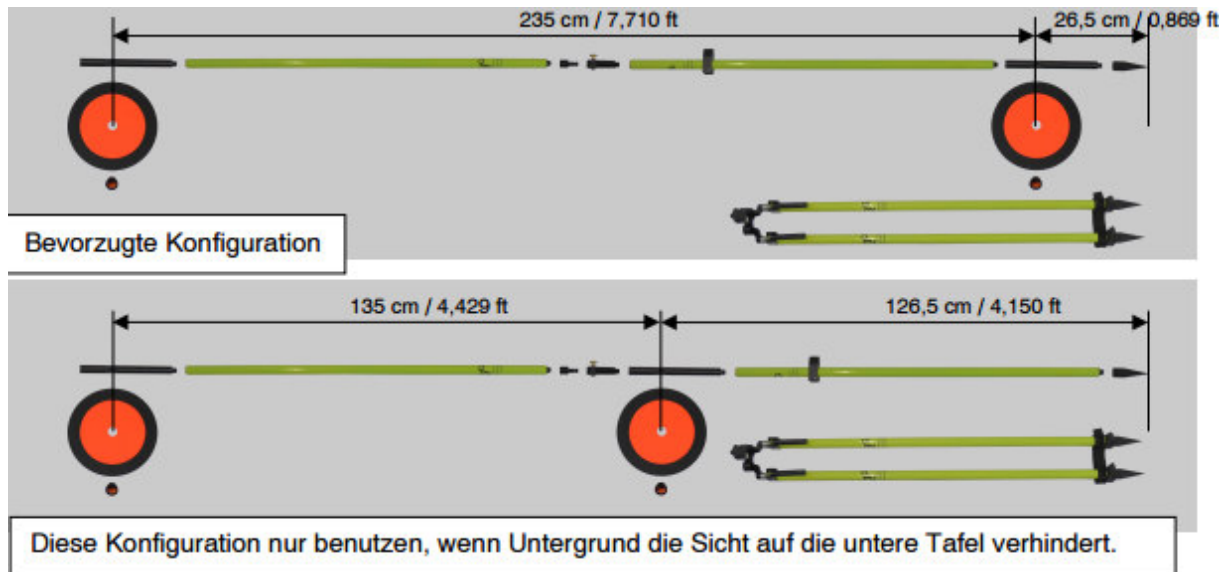 235 cm / 7,710 ft
26,5 cm / 0,869 ft
Bevorzugte Konfiguration
135 cm / 4,429 ft
126,5 cm / 4,150 ft
Diese Konfiguration nur benutzen, wenn Untergrund die Sicht auf die untere Tafel verhindert.